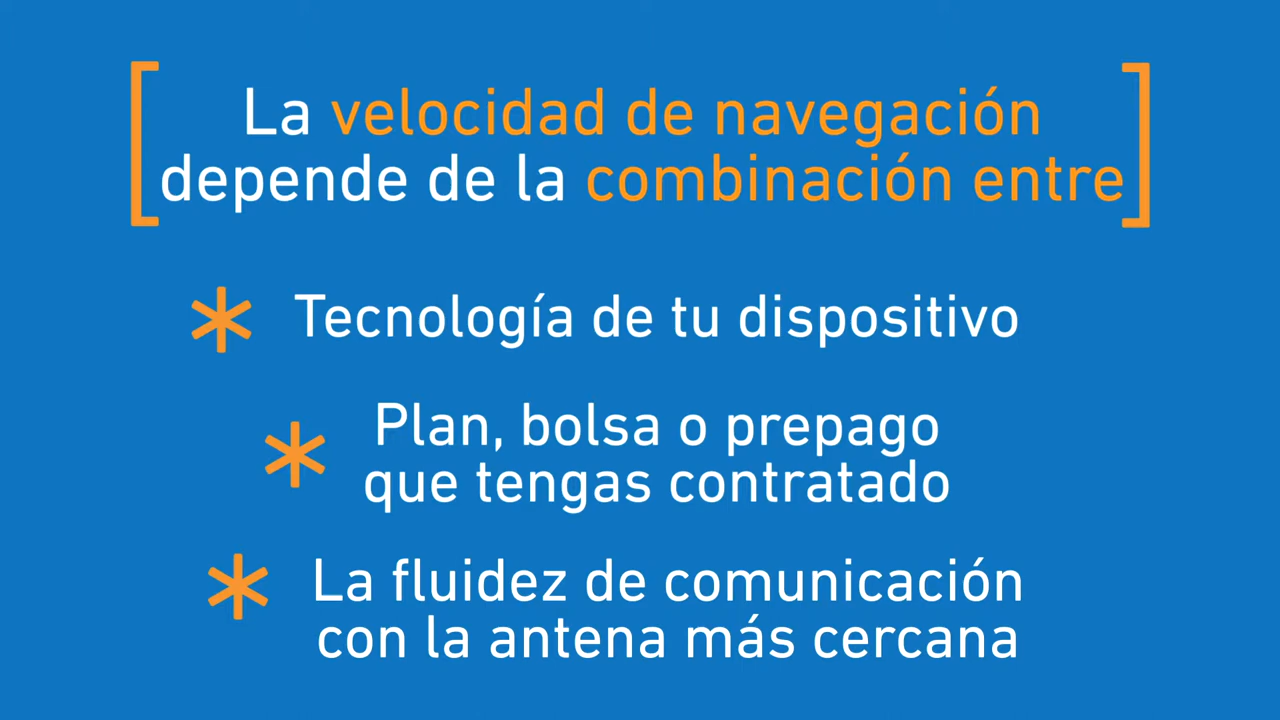 La velocidad de navegación
depende de la combinación entre
* Tecnología de tu dispositivo
* Plan, bolsa o prepago
que tengas contratado
* La fluidez de comunicación
con la antena más cercana